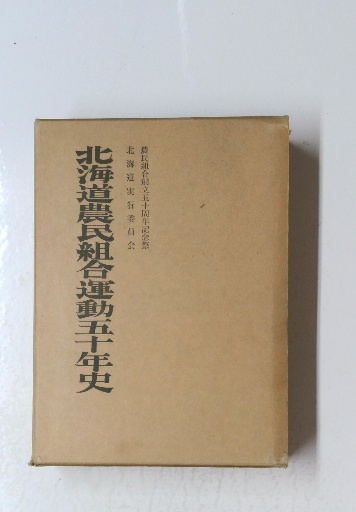 農民組合創立五十周年記念祭
北海道実行委員会
北海道農民組合運動五十年史